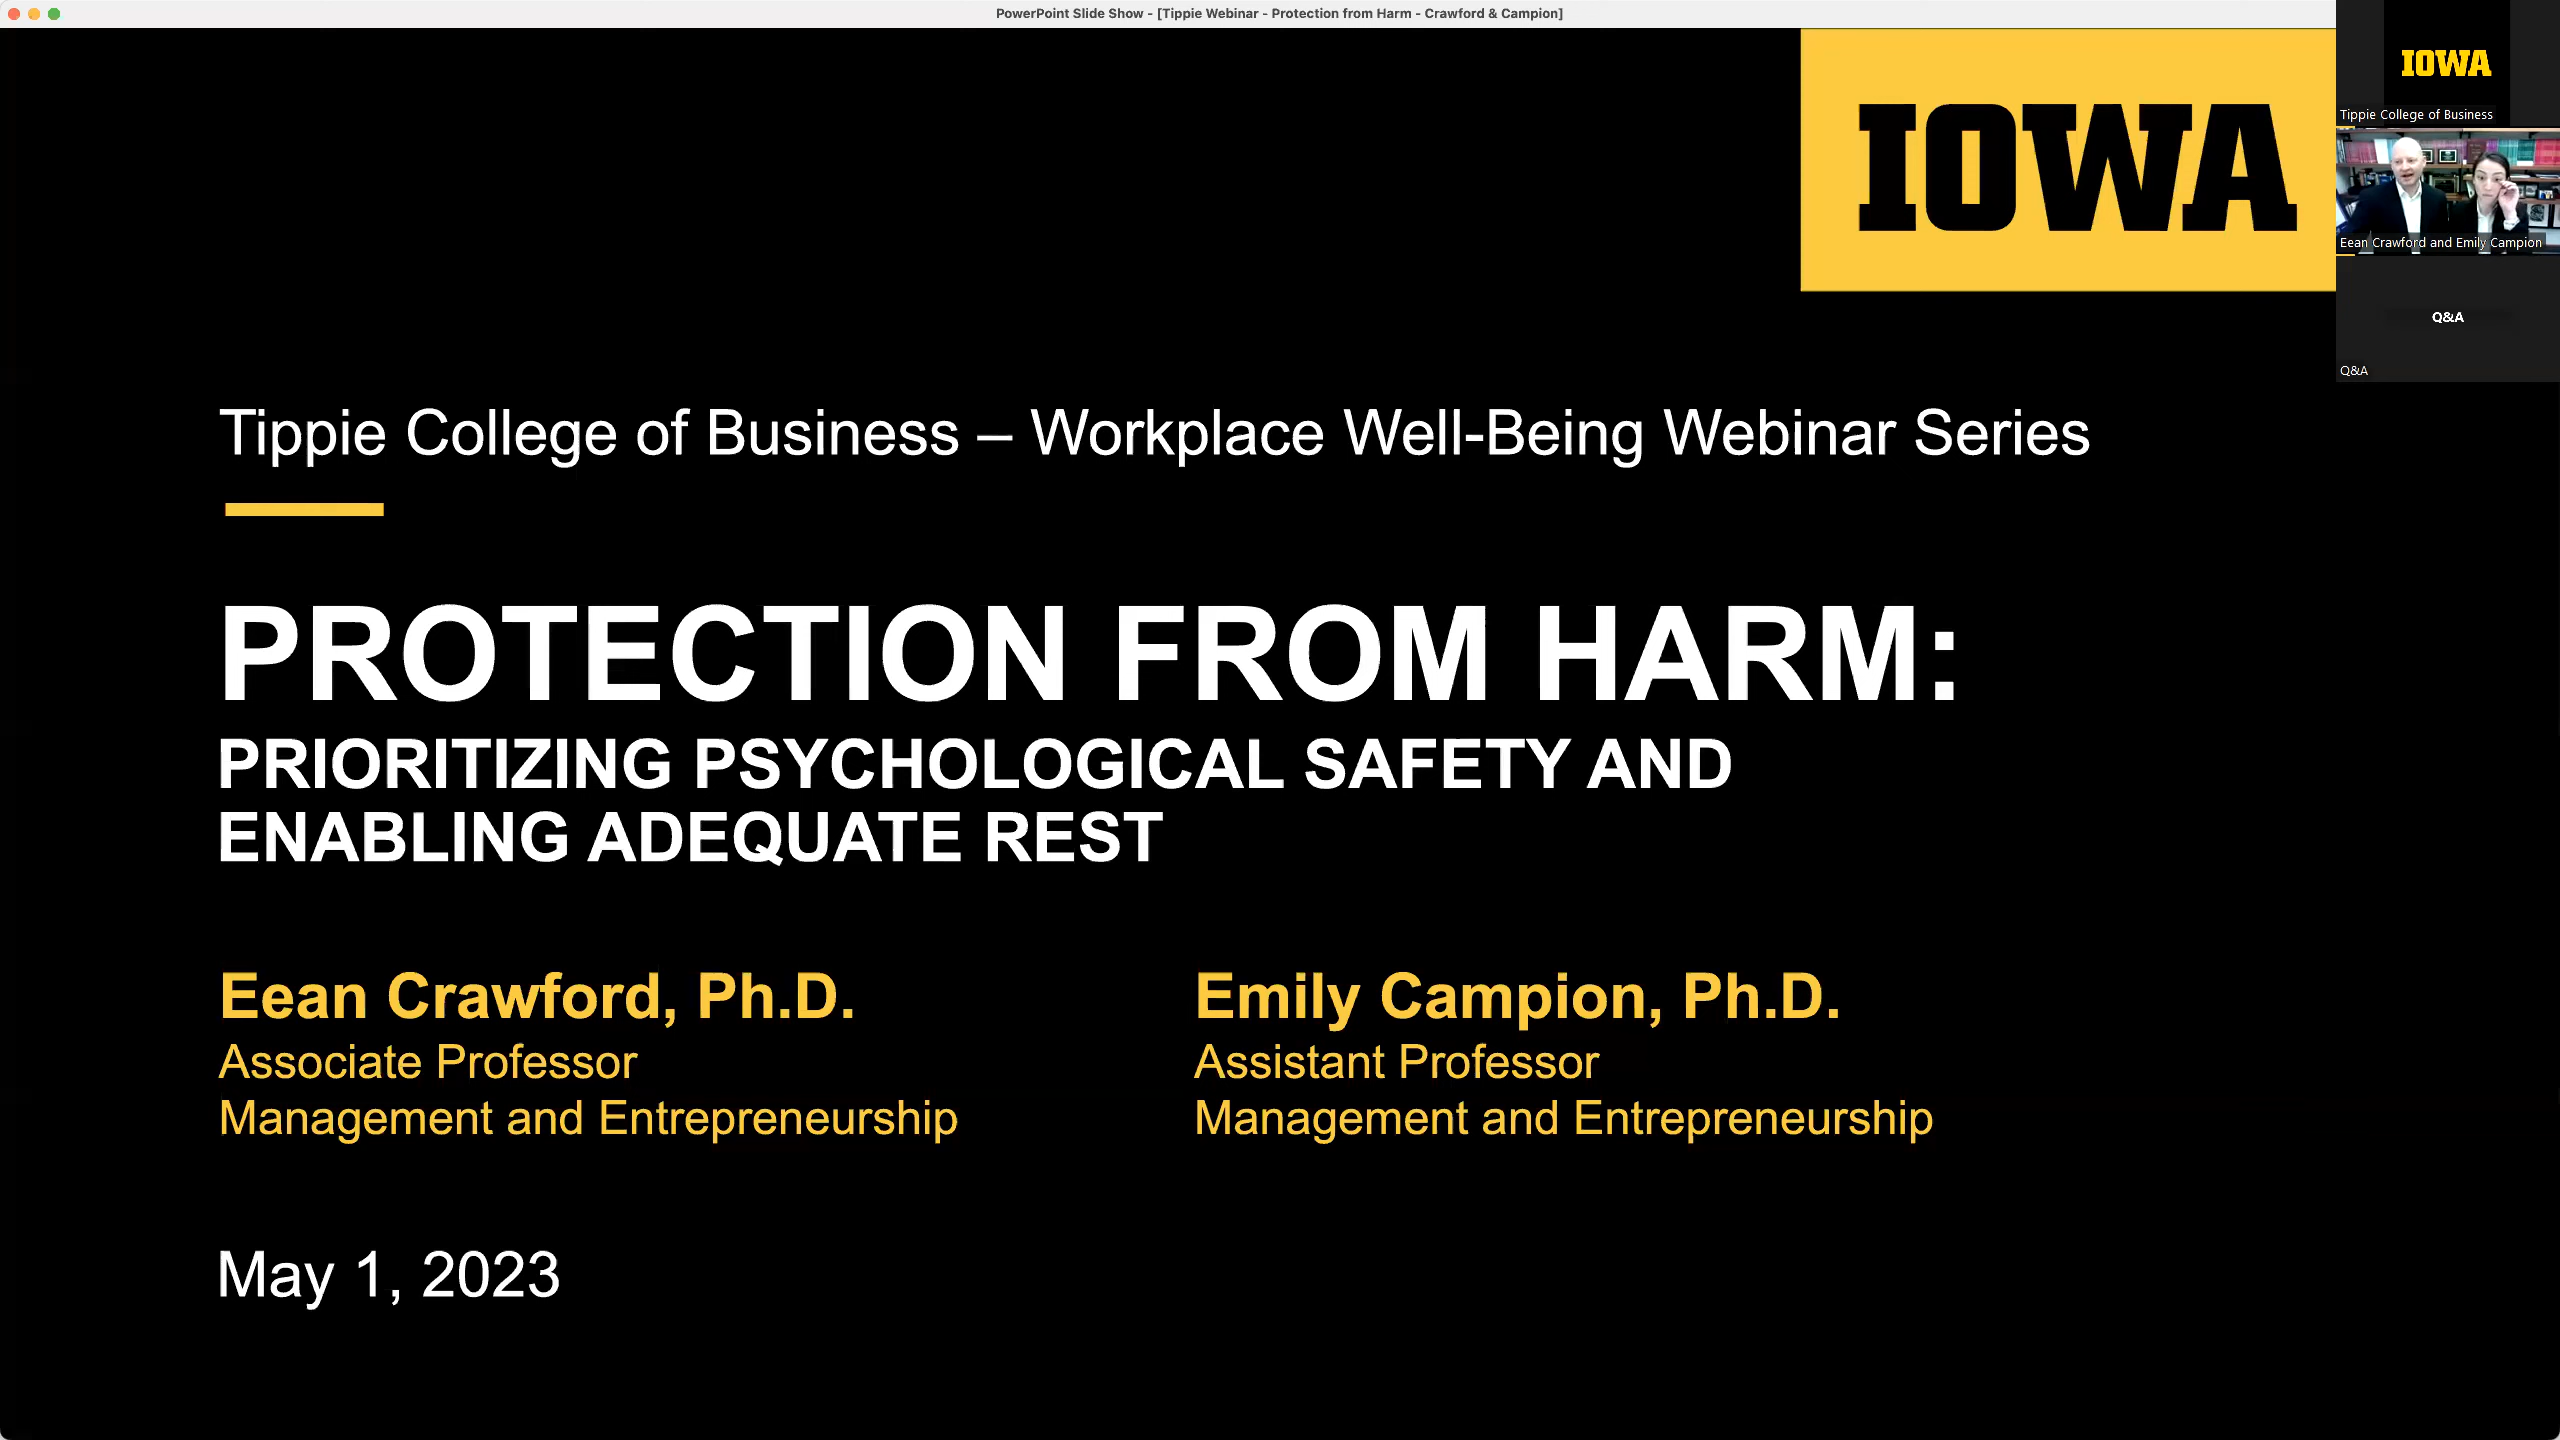 PowerPoint Slide Show - [Tippie Webinar - Protection from Harm - Crawford & Campion]
IOWA
IOWA
Tippie College of Business
Eean Crawford and Emily Campion
Q&A
Q&A
Tippie College of Business – Workplace Well-Being Webinar Series
PROTECTION FROM HARM:
PRIORITIZING PSYCHOLOGICAL SAFETY AND
ENABLING ADEQUATE REST
Eean Crawford, Ph.D.
Associate Professor
Management and Entrepreneurship
Emily Campion, Ph.D.
Assistant Professor
Management and Entrepreneurship
May 1, 2023